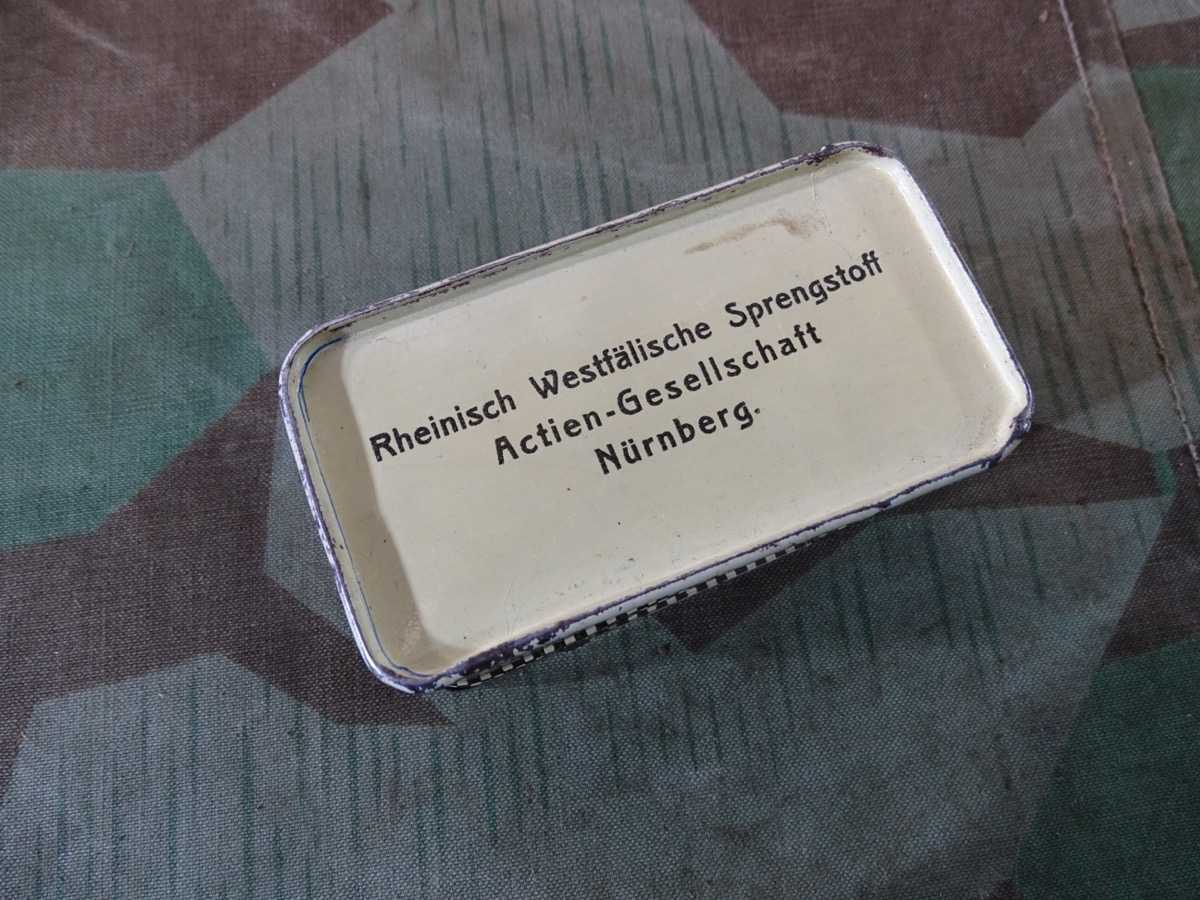 Rheinisch Westfälische Sprengstoff
Actien-Gesellschaft
Nürnberg.